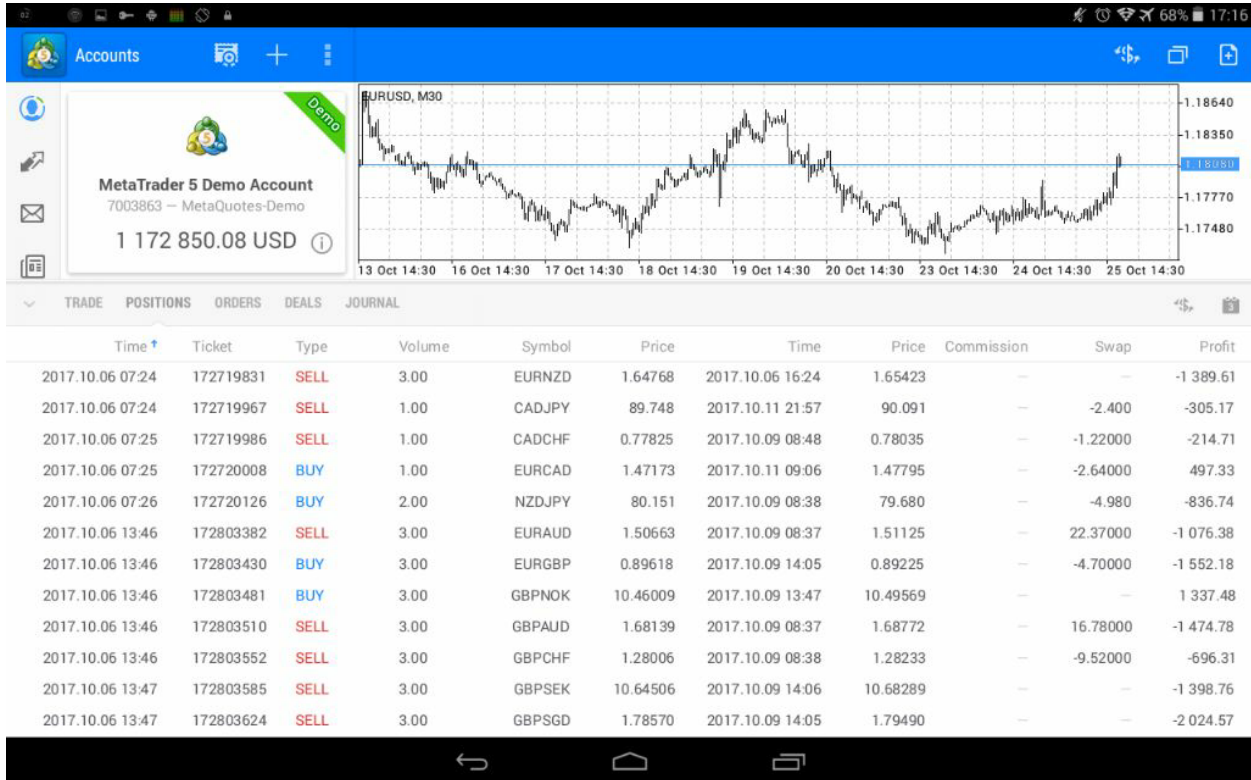 02 68% 17:16
Accounts
Demo
MetaTrader 5 Demo Account
7003863 — MetaQuotes-Demo
1 172 850.08 USD
EURUSD, M30
1.18640
1.18350
1.18080
1.17770
1.17480
13 Oct 14:30 16 Oct 14:30 17 Oct 14:30 18 Oct 14:30 19 Oct 14:30 20 Oct 14:30 23 Oct 14:30 24 Oct 14:30 25 Oct 14:30
TRADE POSITIONS ORDERS DEALS JOURNAL
Time Ticket Type Volume Symbol Price Time Price Commission Swap Profit
2017.10.06 07:24 172719831 SELL 3.00 EURNZD 1.64768 2017.10.06 16:24 1.65423 — — -1 389.61
2017.10.06 07:24 172719967 SELL 1.00 CADJPY 89.748 2017.10.11 21:57 90.091 — -2.400 -305.17
2017.10.06 07:25 172719986 SELL 1.00 CADCHF 0.77825 2017.10.09 08:48 0.78035 — -1.22000 -214.71
2017.10.06 07:25 172720008 BUY 1.00 EURCAD 1.47173 2017.10.11 09:06 1.47795 — -2.64000 497.33
2017.10.06 07:26 172720126 BUY 2.00 NZDJPY 80.151 2017.10.09 08:38 79.680 — -4.980 -836.74
2017.10.06 13:46 172803382 SELL 3.00 EURAUD 1.50663 2017.10.09 08:37 1.51125 — 22.37000 -1 076.38
2017.10.06 13:46 172803430 BUY 3.00 EURGBP 0.89618 2017.10.09 14:05 0.89225 — -4.70000 -1 552.18
2017.10.06 13:46 172803481 BUY 3.00 GBPNOK 10.46009 2017.10.09 13:47 10.49569 — — 1 337.48
2017.10.06 13:46 172803510 SELL 3.00 GBPAUD 1.68139 2017.10.09 08:37 1.68772 — 16.78000 -1 474.78
2017.10.06 13:46 172803552 SELL 3.00 GBPCHF 1.28006 2017.10.09 08:38 1.28233 — -9.52000 -696.31
2017.10.06 13:47 172803585 SELL 3.00 GBPSEK 10.64506 2017.10.09 14:06 10.68289 — — -1 398.76
2017.10.06 13:47 172803624 SELL 3.00 GBPSGD 1.78570 2017.10.09 14:05 1.79490 — — -2 024.57